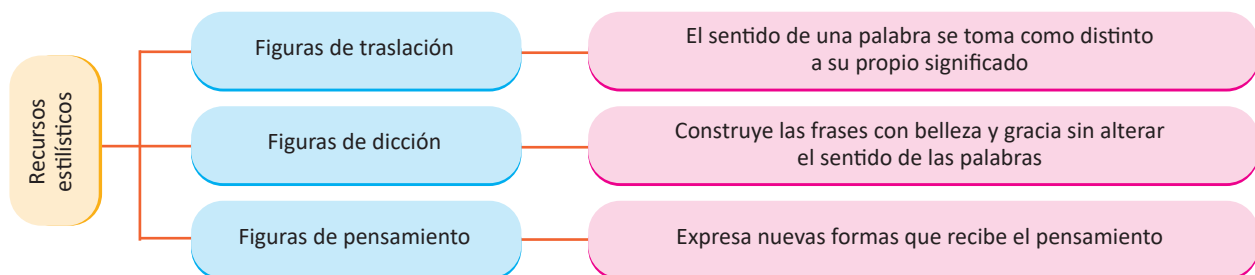 Recursos
estilísticos
Figuras de traslación
El sentido de una palabra se toma como distinto
a su propio significado
Figuras de dicción
Construye las frases con belleza y gracia sin alterar
el sentido de las palabras
Figuras de pensamiento
Expresa nuevas formas que recibe el pensamiento